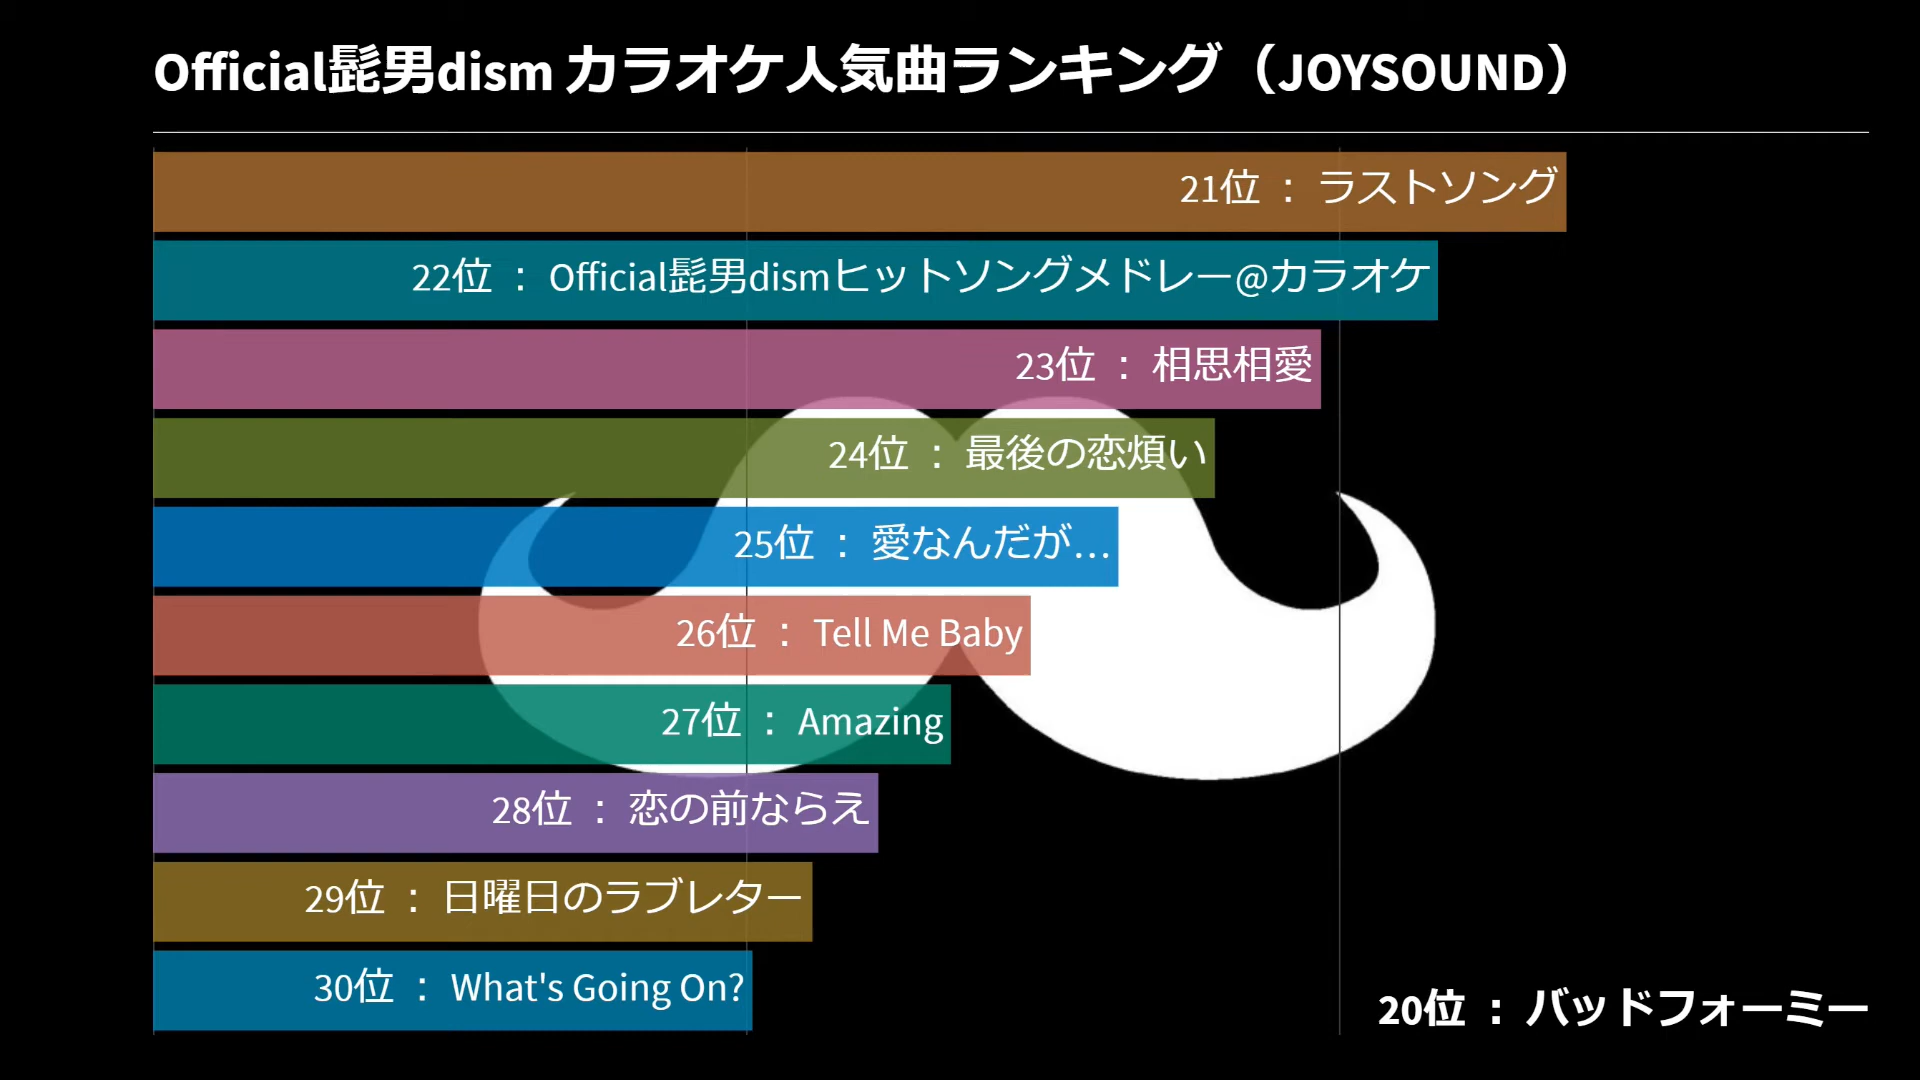 Official髭男dism カラオケ人気曲ランキング（JOYSOUND）
21位 ： ラストソング
22位 ： Official髭男dismヒットソングメドレー@カラオケ
23位 ： 相思相愛
24位 ： 最後の恋煩い
25位 ： 愛なんだが…
26位 ： Tell Me Baby
27位 ： Amazing
28位 ： 恋の前ならえ
29位 ： 日曜日のラブレター
30位 ： What's Going On?
20位 ： バッドフォーミー